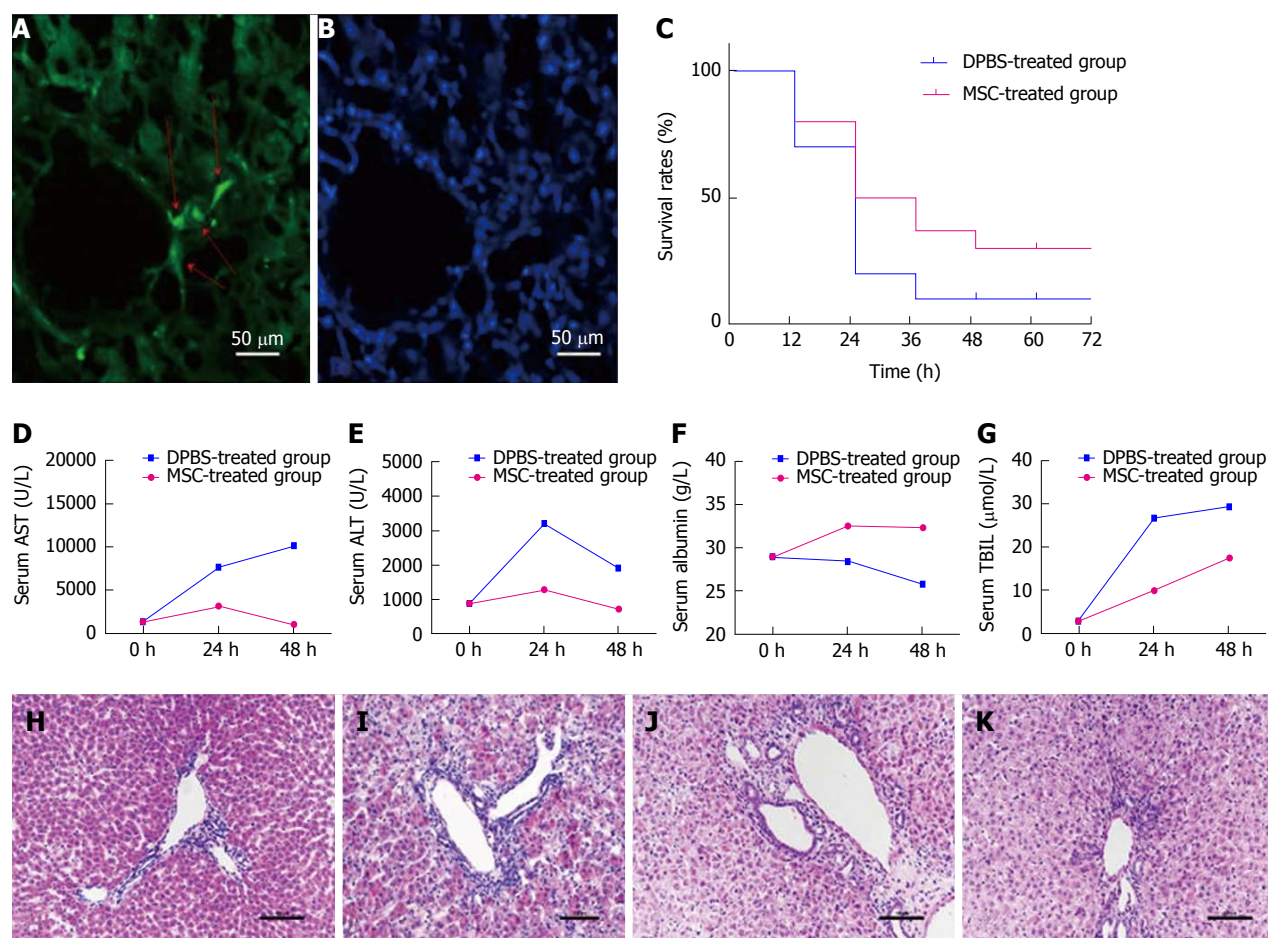 A
B
50 μm
50 μm
C
DPBS-treated group
MSC-treated group
Survival rates (%)
100
50
0
0 12 24 36 48 60 72
Time (h)
D
DPBS-treated group
MSC-treated group
Serum AST (U/L)
20000
15000
10000
5000
0
0 h 24 h 48 h
E
DPBS-treated group
MSC-treated group
Serum ALT (U/L)
5000
4000
3000
2000
1000
0
0 h 24 h 48 h
F
DPBS-treated group
MSC-treated group
Serum albumin (g/L)
40
35
30
25
20
0 h 24 h 48 h
G
DPBS-treated group
MSC-treated group
Serum TBIL (μmol/L)
40
30
20
10
0
0 h 24 h 48 h
H
I
J
K